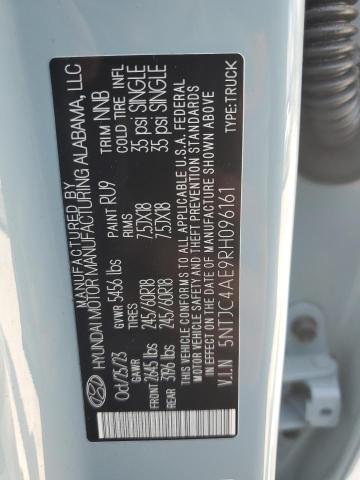 MANUFACTURED BY
HYUNDAI MOTOR MANUFACTURING ALABAMA, LLC
Oct/25/23 GVWR 5456 lbs PAINT RU9 TRIM NNB
GAWR TIRES RIMS COLD TIRE INFL
FRONT 2645 lbs 245/60R18 7.5JX18 35 psi SINGLE
REAR 3196 lbs 245/60R18 7.5JX18 35 psi SINGLE
THIS VEHICLE CONFORMS TO ALL APPLICABLE U.S.A. FEDERAL
MOTOR VEHICLE SAFETY, BUMPER, AND THEFT PREVENTION
STANDARDS IN EFFECT ON THE DATE OF MANUFACTURE SHOWN ABOVE
V.I.N 5NTJC4AE9RH096161 TYPE:TRUCK